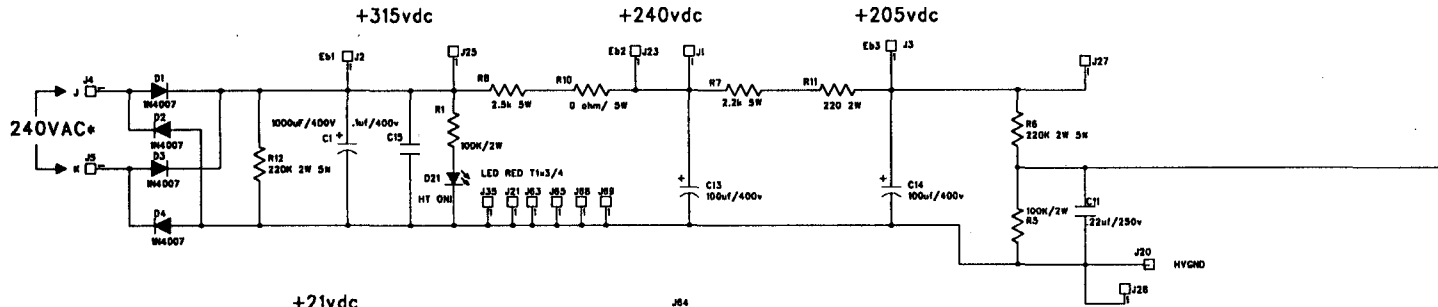 +315vdc
+240vdc
+205vdc
Eb1 J2
J25
Eb2 J23
J1
Eb3 J3
J27
J4
J
D1
1N4007
D2
1N4007
240VAC*
J5
K
D3
1N4007
D4
1N4007
R12
220K 2W 5%
1000uF/400V
C1
.1uf/400v
C15
R1
100K/2W
D21
LED RED T1x3/4
HT ON!
R8
2.5k 5W
R10
0 ohm/ 5W
R7
2.2k 5W
R11
220 2W
R6
220K 2W 5%
J35
J21
J63
J65
J68
J69
C13
100uf/400v
C14
100uf/400v
100K/2W
R5
C11
.22uf/250v
J20
HVGND
J28
+21vdc
J64